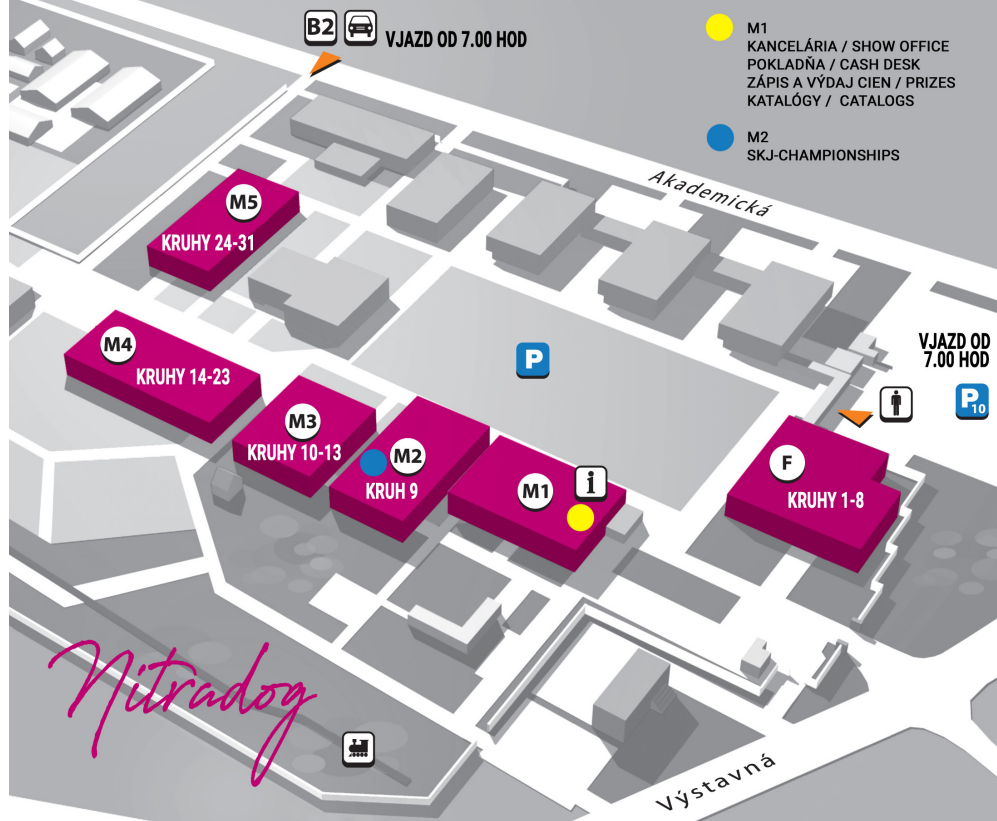 B2 VJAZD OD 7.00 HOD
M1
KANCELÁRIA / SHOW OFFICE
POKLADŇA / CASH DESK
ZÁPIS A VÝDAJ CIEN / PRIZES
KATALÓGY / CATALOGS
M2
SKJ-CHAMPIONSHIPS
Akademická
M5
KRUHY 24-31
M4
KRUHY 14-23
M3
KRUHY 10-13
M2
KRUH 9
M1
i
P
VJAZD OD
7.00 HOD
P10
F
KRUHY 1-8
Nitradog
Výstavná